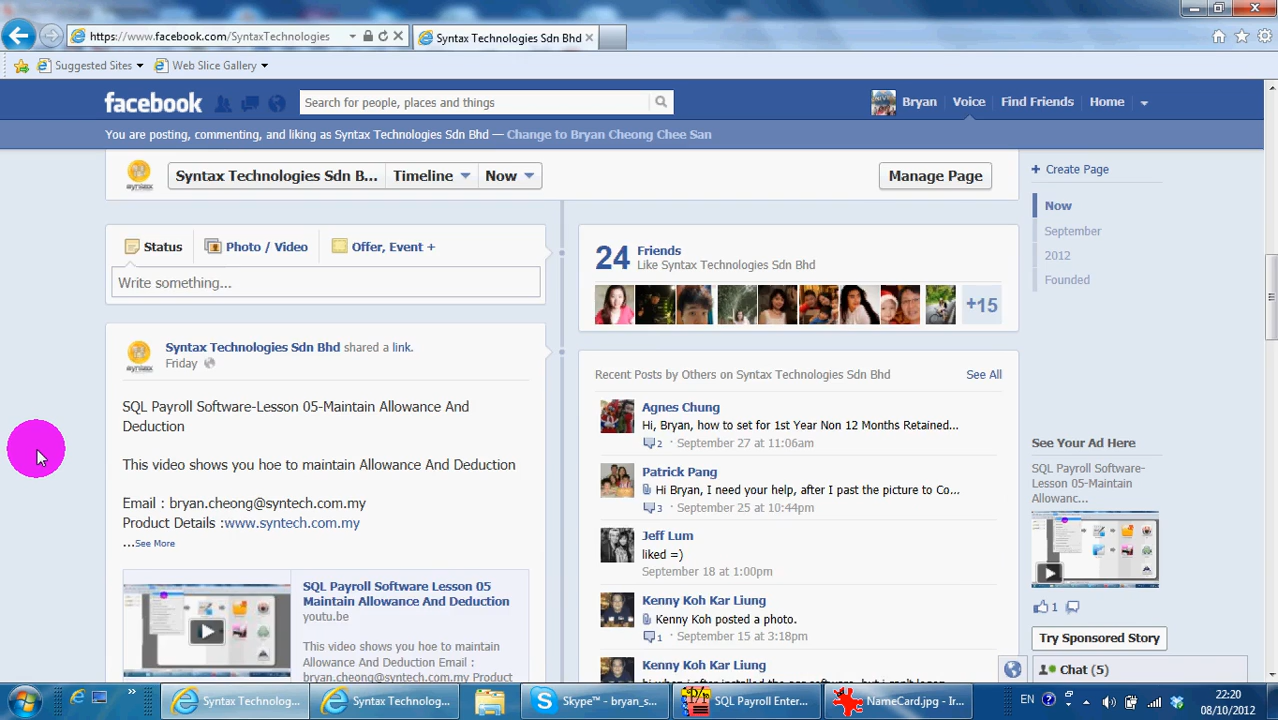 https://www.facebook.com/SyntaxTechnologies
Syntax Technologies Sdn Bhd
Suggested Sites
Web Slice Gallery
facebook
Search for people, places and things
Bryan
Voice
Find Friends
Home
You are posting, commenting, and liking as Syntax Technologies Sdn Bhd — Change to Bryan Cheong Chee San
syntax
Syntax Technologies Sdn B...
Timeline
Now
Manage Page
Create Page
Now
September
2012
Founded
Status
Photo / Video
Offer, Event +
Write something...
24
Friends
Like Syntax Technologies Sdn Bhd
+15
syntax
Syntax Technologies Sdn Bhd shared a link.
Friday
SQL Payroll Software-Lesson 05-Maintain Allowance And
Deduction
This video shows you hoe to maintain Allowance And Deduction
Email : bryan.cheong@syntech.com.my
Product Details :www.syntech.com.my
...See More
SQL Payroll Software Lesson 05
Maintain Allowance And Deduction
youtu.be
This video shows you hoe to maintain
Allowance And Deduction Email :
bryan.cheong@syntech.com.my Product
Recent Posts by Others on Syntax Technologies Sdn Bhd
See All
Agnes Chung
Hi, Bryan, how to set for 1st Year Non 12 Months Retained...
2 · September 27 at 11:06am
Patrick Pang
Hi Bryan, I need your help, after I past the picture to Co...
3 · September 25 at 10:44pm
Jeff Lum
liked =)
September 18 at 1:00pm
Kenny Koh Kar Liung
Kenny Koh posted a photo.
1 · September 15 at 3:18pm
Kenny Koh Kar Liung
See Your Ad Here
SQL Payroll Software-
Lesson 05-Maintain
Allowanc...
1
Try Sponsored Story
Chat (5)
Syntax Technolog...
Syntax Technolog...
Skype™ - bryan_s...
SQL Payroll Enter...
NameCard.jpg - Ir...
EN
22:20
08/10/2012